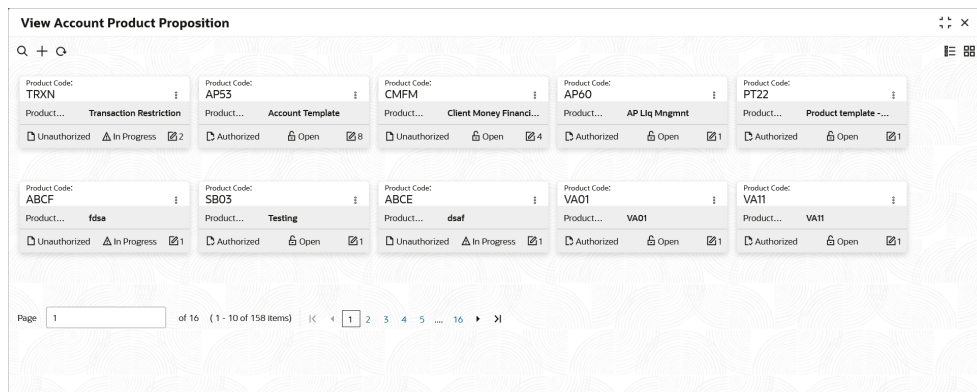 View Account Product Proposition
Product Code:
TRXN
Product... Transaction Restriction
Unauthorized In Progress 2
Product Code:
AP53
Product... Account Template
Authorized Open 8
Product Code:
CMFM
Product... Client Money Financi...
Unauthorized Open 4
Product Code:
AP60
Product... AP LIq Mngmnt
Authorized Open 1
Product Code:
PT22
Product... Product template -...
Authorized Open 1
Product Code:
ABCF
Product... fdsa
Unauthorized In Progress 1
Product Code:
SB03
Product... Testing
Authorized Open 1
Product Code:
ABCE
Product... dsaf
Unauthorized In Progress 1
Product Code:
VA01
Product... VA01
Authorized Open 1
Product Code:
VA11
Product... VA11
Authorized Open 1
Page 1 of 16 ( 1 - 10 of 158 items) 1 2 3 4 5 .... 16